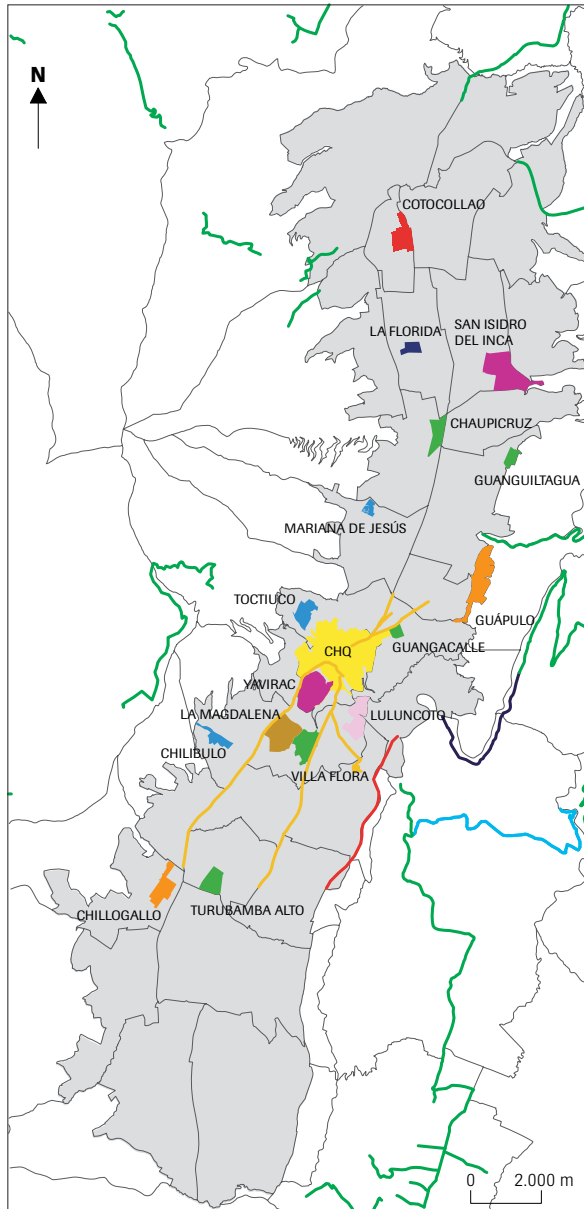 N
COTOCOLLAO
LA FLORIDA
SAN ISIDRO
DEL INCA
CHAUPICRUZ
GUANGUILTAGUA
MARIANA DE JESÚS
TOCTIUCO
GUÁPULO
CHQ
GUANGACALLE
YAVIRAC
LA MAGDALENA
LULUNCOTO
CHILIBULO
VILLA FLORA
CHILLOGALLO
TURUBAMBA ALTO
0 2.000 m